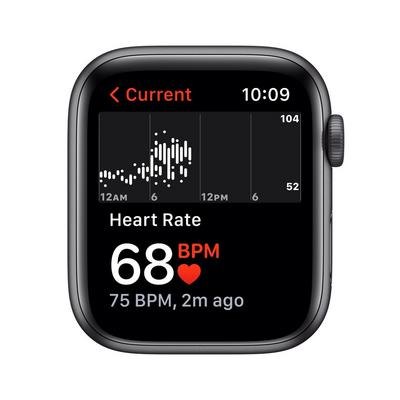 < Current 10:09
104
52
12AM 6 12PM 6
Heart Rate
68 BPM
75 BPM, 2m ago